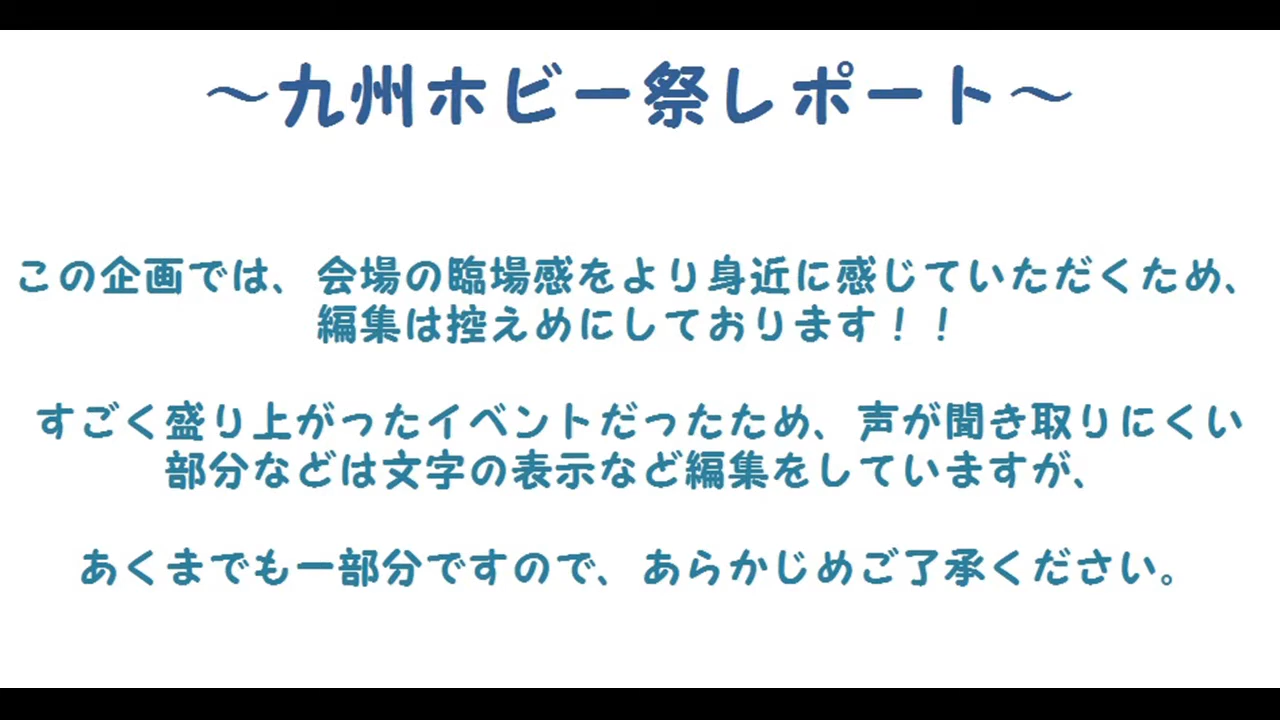 ～九州ホビー祭レポート～
この企画では、会場の臨場感をより身近に感じていただくため、
編集は控えめにしております！！
すごく盛り上がったイベントだったため、声が聞き取りにくい
部分などは文字の表示など編集をしていますが、
あくまでも一部分ですので、あらかじめご了承ください。